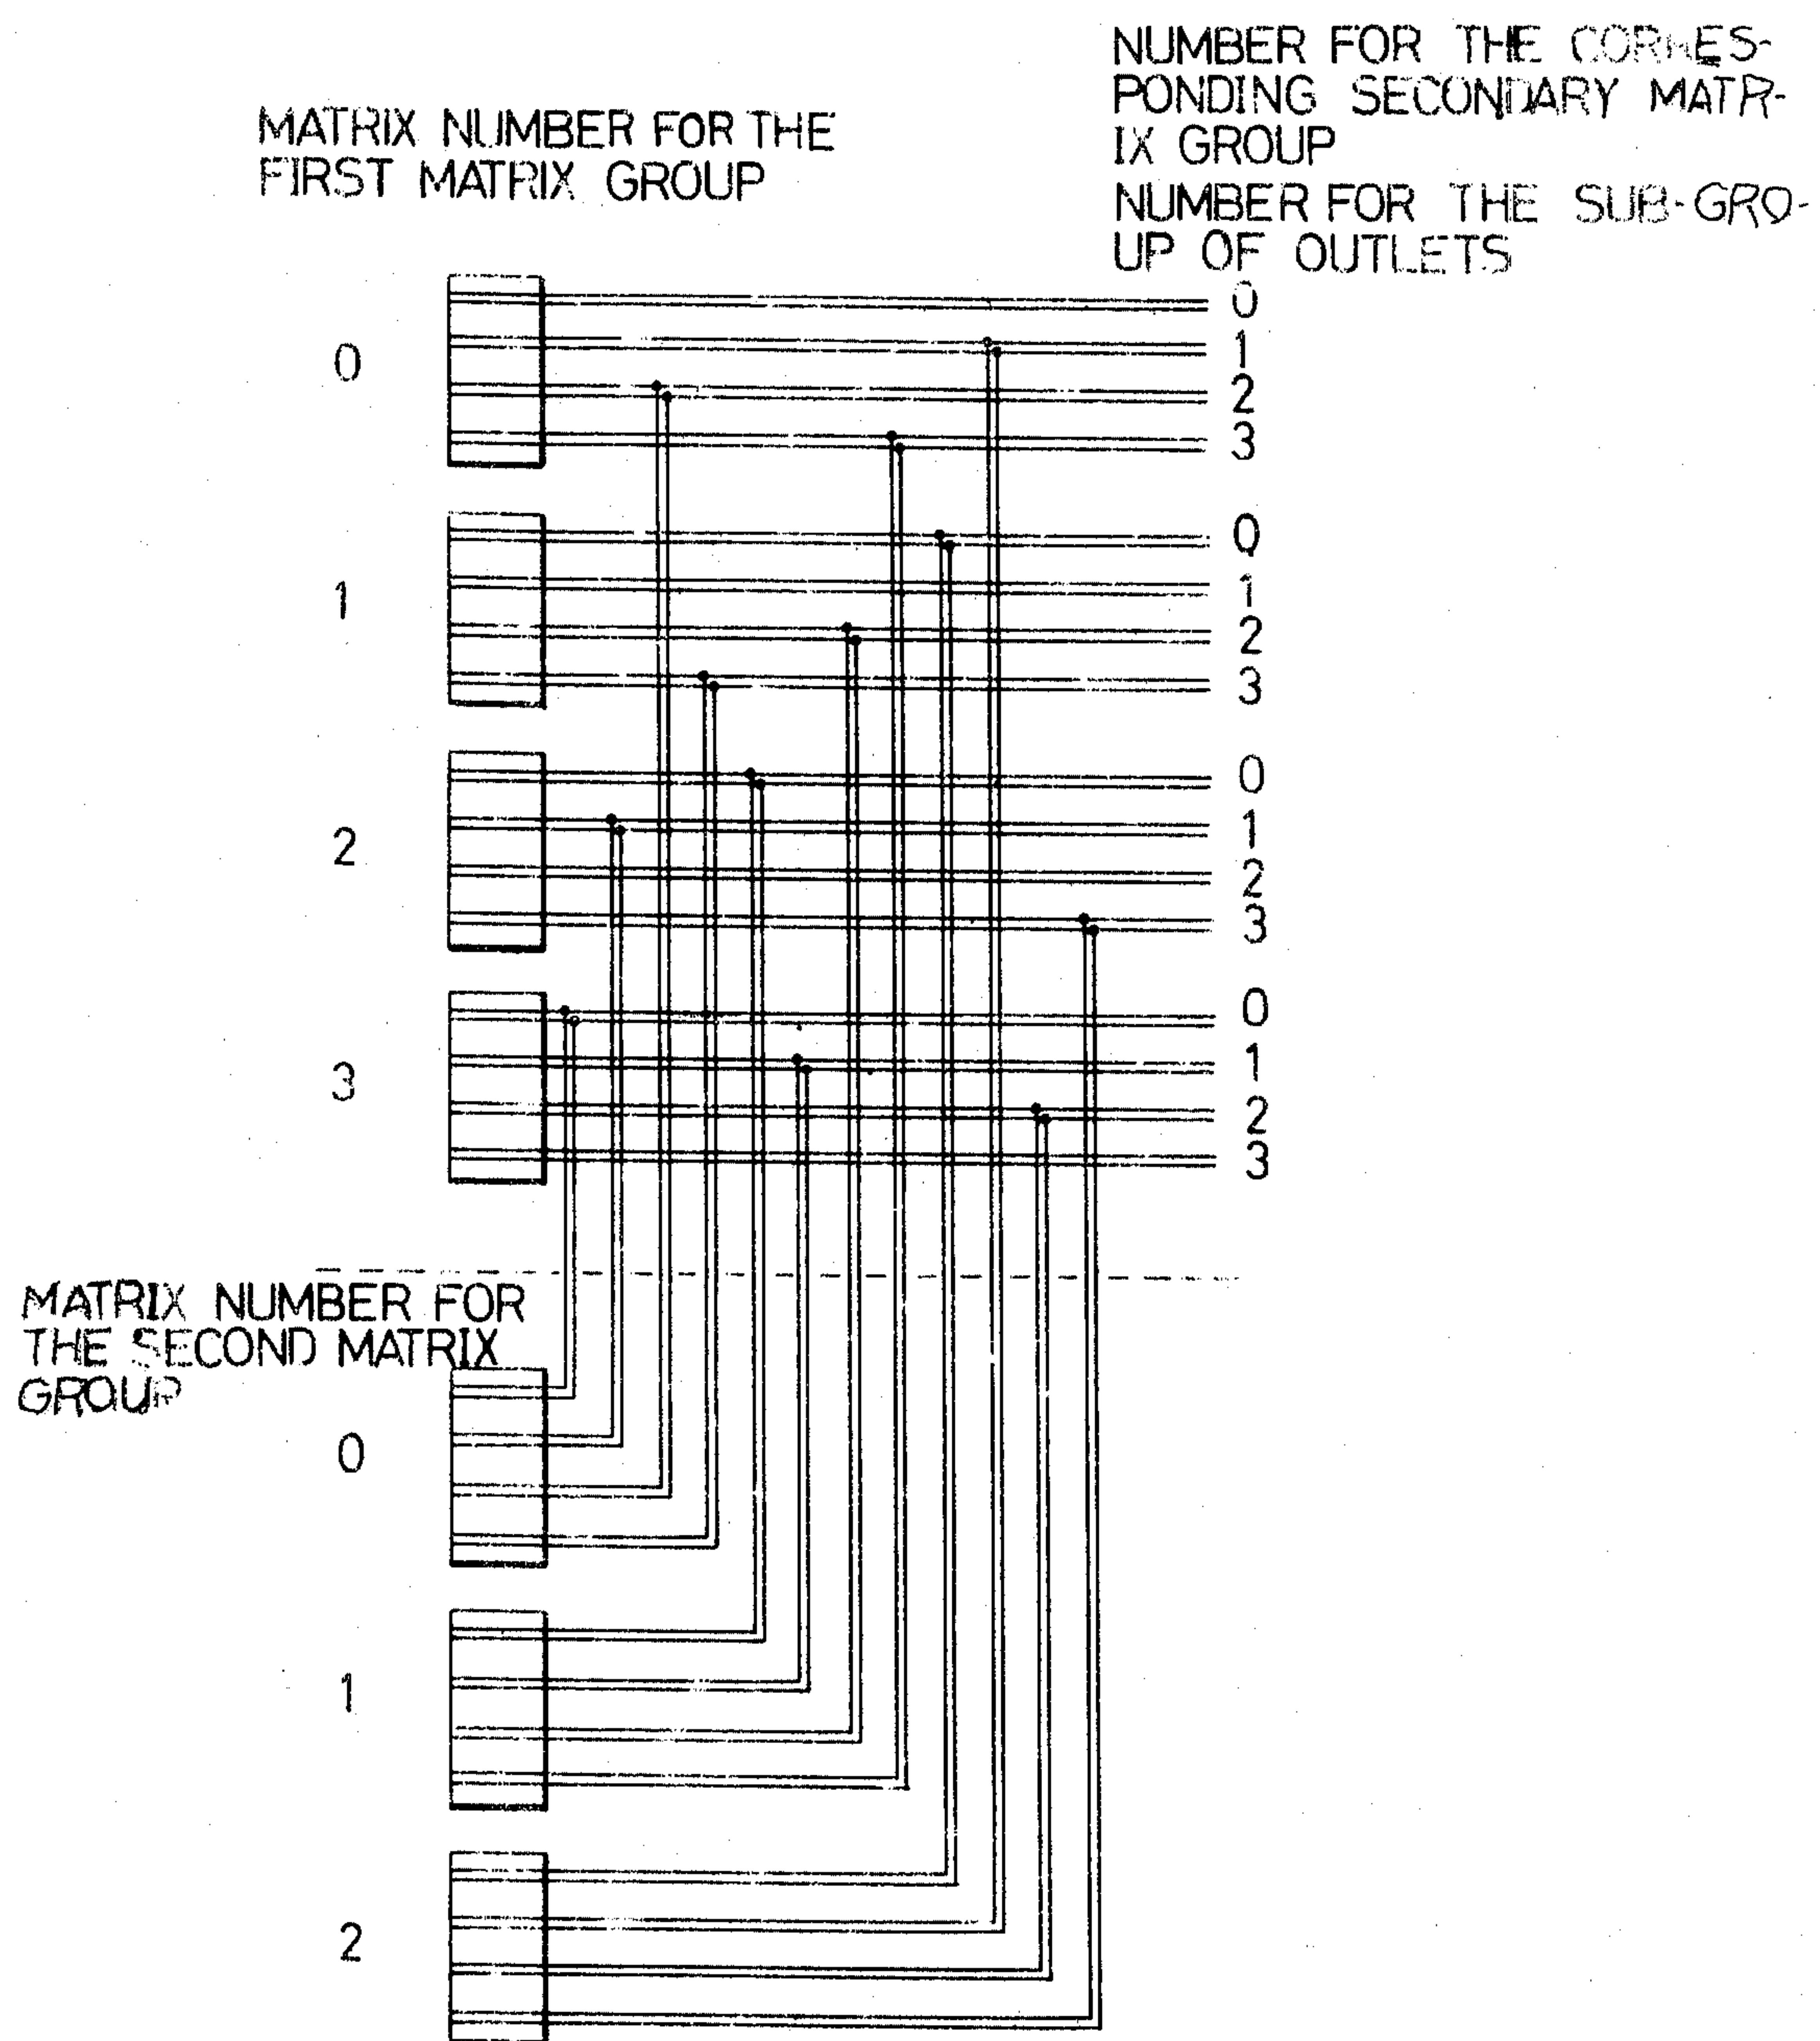 NUMBER FOR THE CORRES-
PONDING SECONDARY MATR-
IX GROUP
NUMBER FOR THE SUB-GRO-
UP OF OUTLETS
MATRIX NUMBER FOR THE
FIRST MATRIX GROUP
0
0
1
2
3
1
0
1
2
3
2
0
1
2
3
3
0
1
2
3
MATRIX NUMBER FOR
THE SECOND MATRIX
GROUP
0
1
2